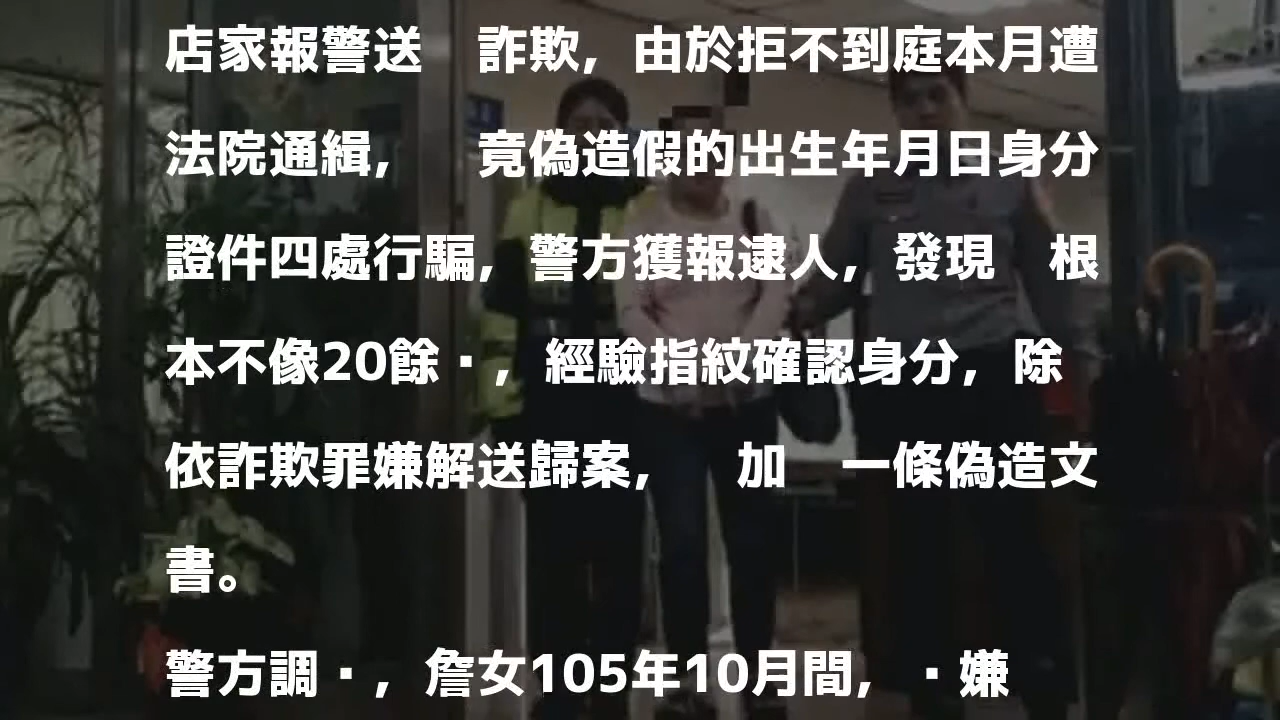 店家報警送　詐欺，由於拒不到庭本月遭
法院通緝，　竟偽造假的出生年月日身分
證件四處行騙，警方獲報逮人，發現　根
本不像20餘▪，經驗指紋確認身分，除
依詐欺罪嫌解送歸案，　加　一條偽造文
書。
警方調▪，詹女105年10月間，▪嫌